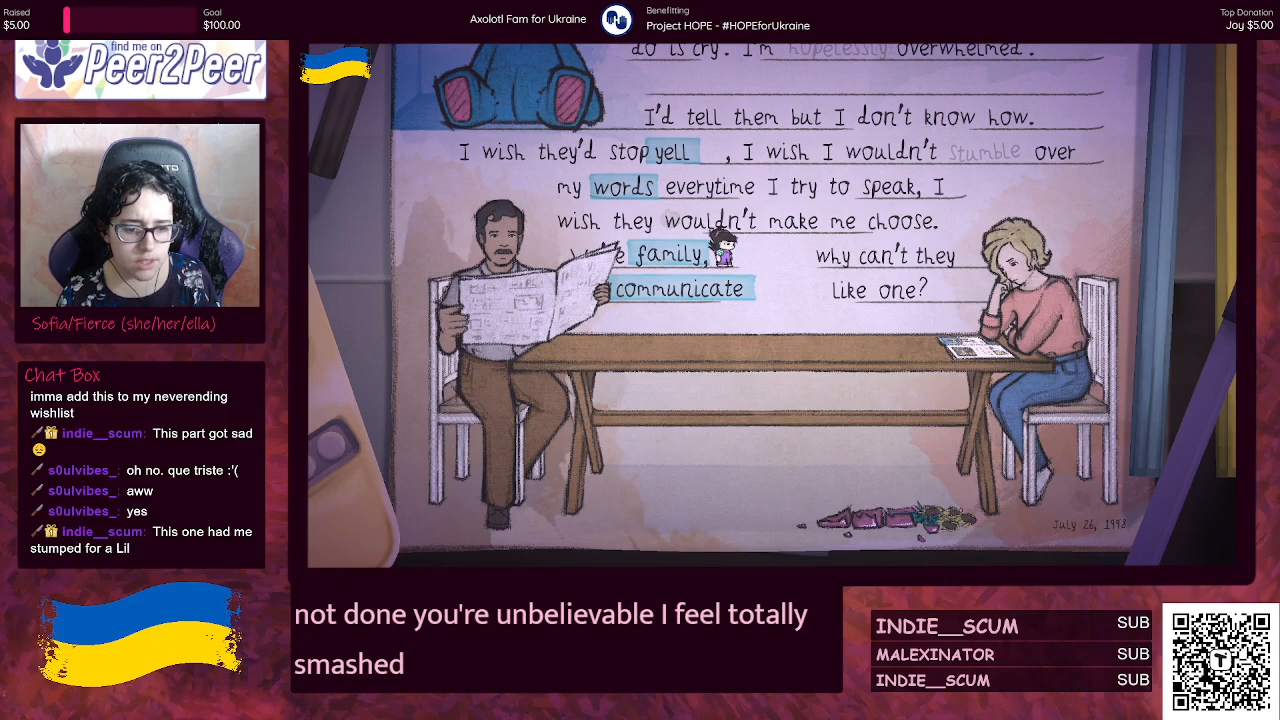 Raised
$5.00
Goal
$100.00
Axolotl Fam for Ukraine
Benefitting
Project HOPE - #HOPEforUkraine
Top Donation
Joy $5.00
find me on
Peer2Peer
Sofia/Fierce (she/her/ella)
Chat Box
imma add this to my neverending
wishlist
indie__scum: This part got sad
s0ulvibes_: oh no. que triste :'(
s0ulvibes_: aww
s0ulvibes_: yes
indie__scum: This one had me
stumped for a Lil
do is cry. I'm hopelessly overwhelmed.
I'd tell them but I don't know how.
I wish they'd stop yell , I wish I wouldn't stumble over
my words everytime I try to speak, I
wish they wouldn't make me choose.
family, why can't they
communicate like one?
July 26, 1998
not done you're unbelievable I feel totally
smashed
INDIE__SCUM SUB
MALEXINATOR SUB
INDIE__SCUM SUB
T